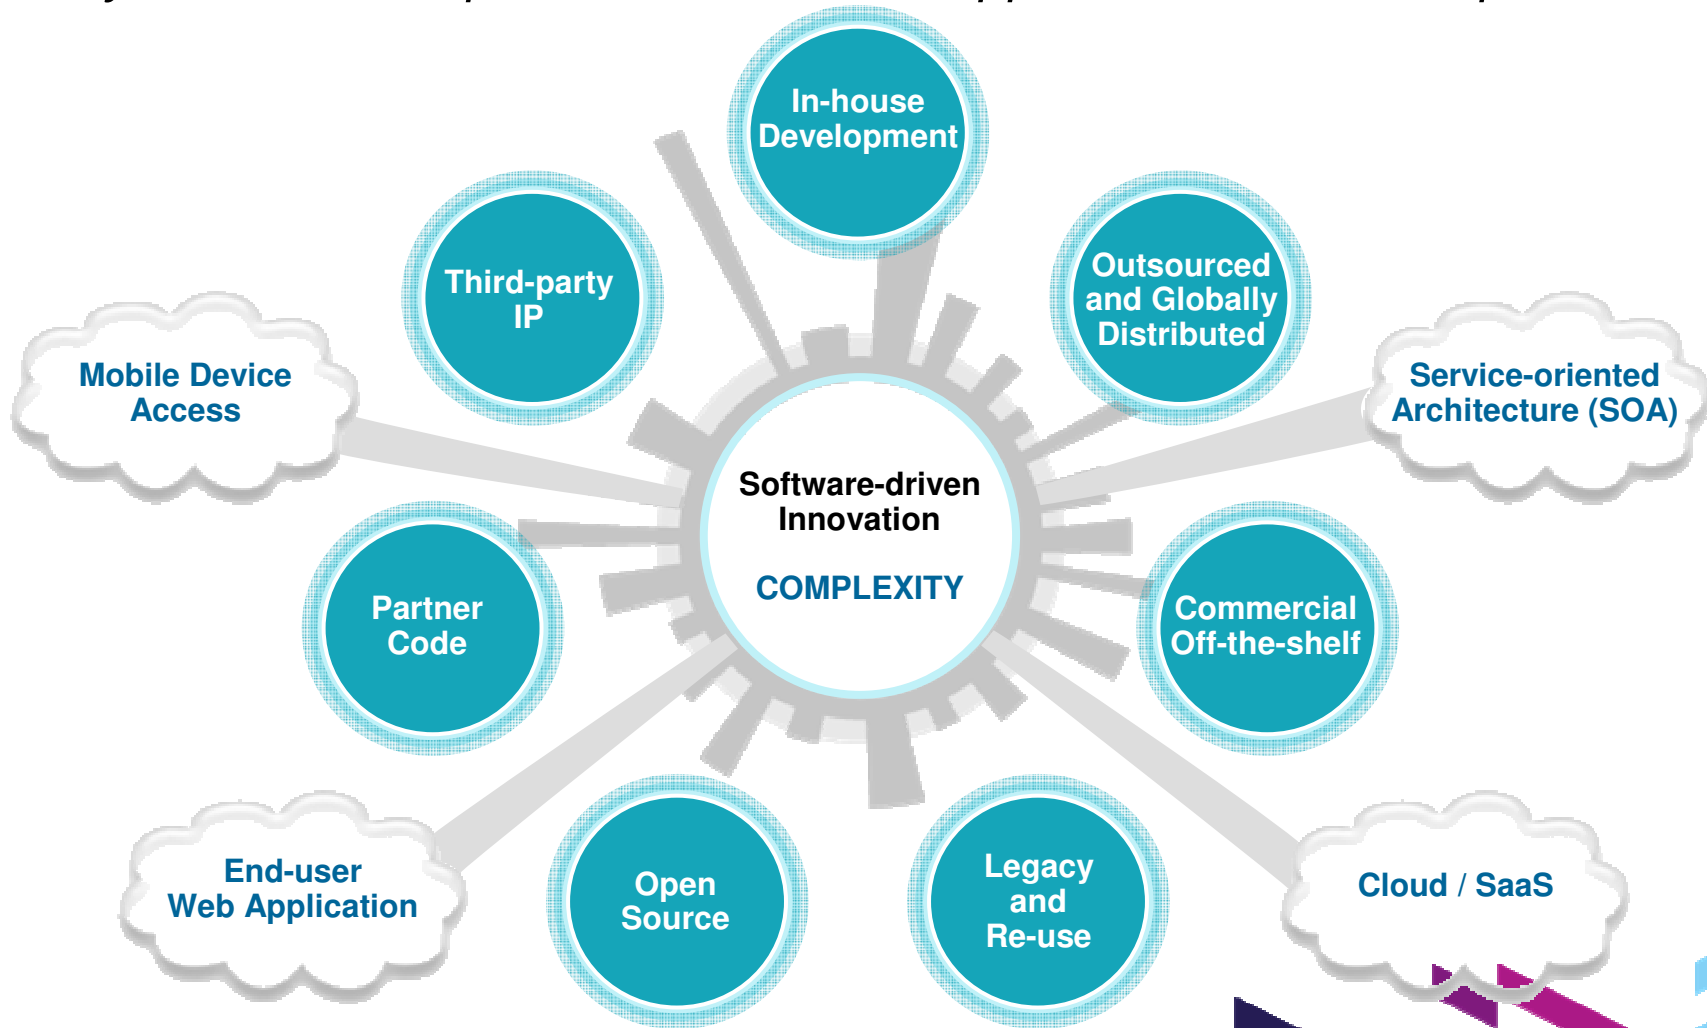 In-house
Development
Third-party
IP
Outsourced
and Globally
Distributed
Mobile Device
Access
Service-oriented
Architecture (SOA)
Software-driven
Innovation
COMPLEXITY
Partner
Code
Commercial
Off-the-shelf
End-user
Web Application
Open
Source
Legacy
and
Re-use
Cloud / SaaS